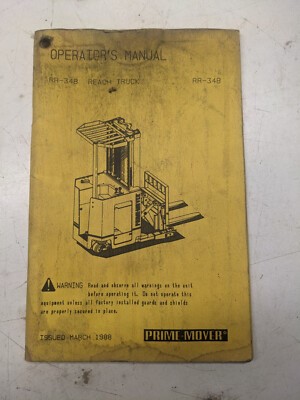 OPERATOR'S MANUAL
RR-34B REACH TRUCK RR-34B
WARNING Read and observe all warnings on the unit
before operating it. Do not operate this
equipment unless all factory installed guards and shields
are properly secured in place.
ISSUED MARCH 1980
PRIME-MOVER®